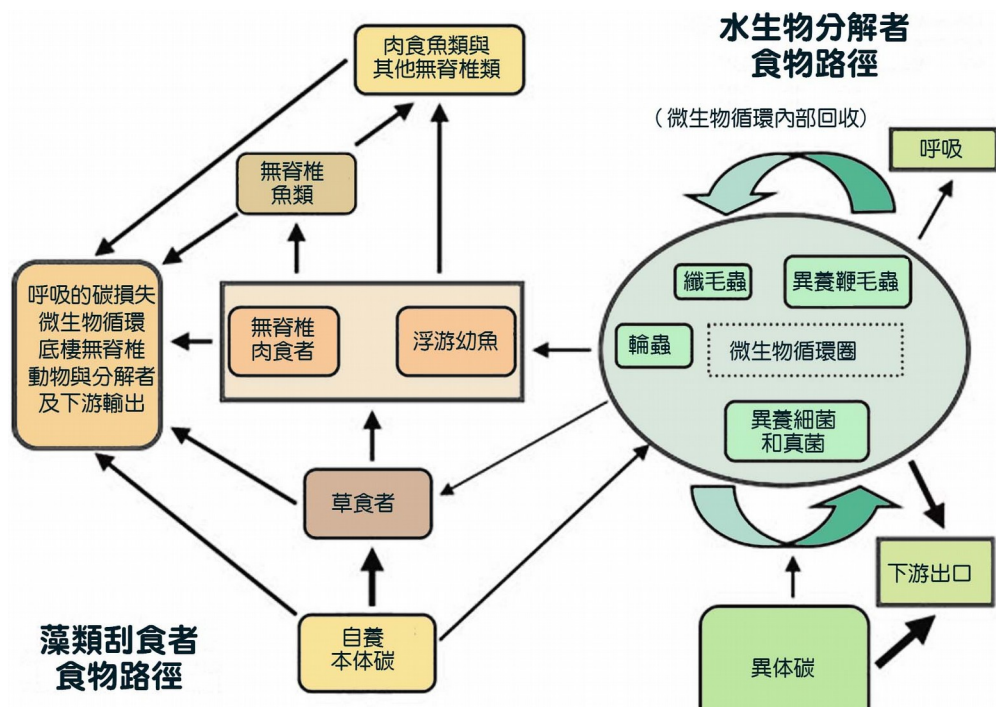 水生物分解者
食物路徑
（微生物循環內部回收）
呼吸
肉食魚類與
其他無脊椎類
無脊椎
魚類
呼吸的碳損失
微生物循環
底棲無脊椎
動物與分解者
及下游輸出
無脊椎
肉食者
浮游幼魚
纖毛蟲
異養鞭毛蟲
輪蟲
微生物循環圈
異養細菌
和真菌
草食者
下游出口
自養
本体碳
異体碳
藻類刮食者
食物路徑